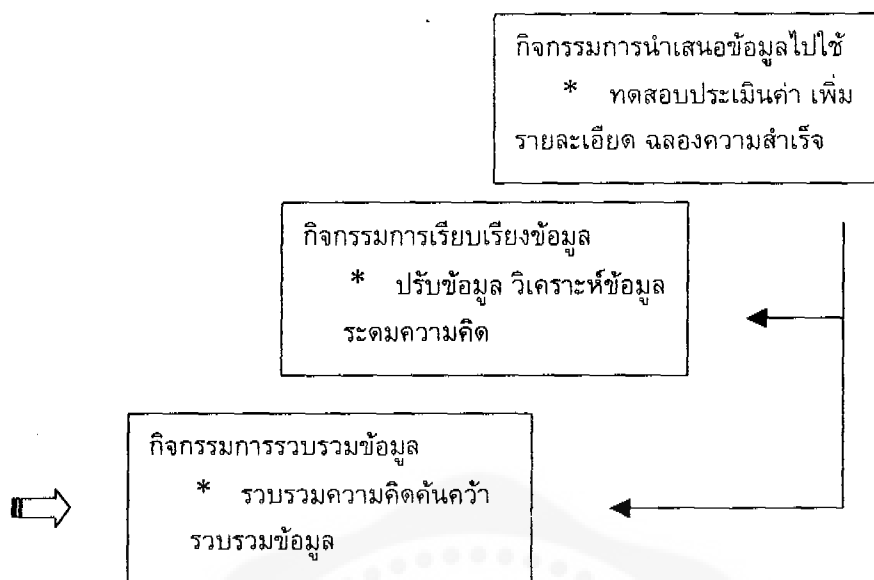 กิจกรรมการนำเสนอข้อมูลไปใช้
* ทดสอบประเมินค่า เพิ่ม
รายละเอียด ฉลองความสำเร็จ
กิจกรรมการเรียบเรียงข้อมูล
* ปรับข้อมูล วิเคราะห์ข้อมูล
ระดมความคิด
กิจกรรมการรวบรวมข้อมูล
* รวบรวมความคิดค้นคว้า
รวบรวมข้อมูล